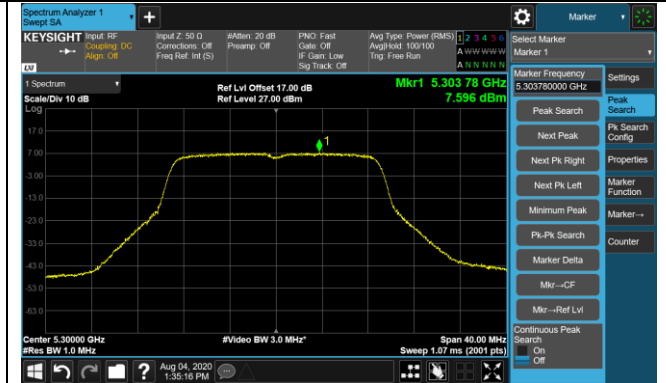 Spectrum Analyzer 1
Swept SA
+
Marker
KEYSIGHT
Input: RF
Coupling: DC
Align: Off
Input Z: 50 Ω
Corrections: Off
Freq Ref: Int (S)
#Atten: 20 dB
Preamp: Off
PNO: Fast
Gate: Off
IF Gain: Low
Sig Track: Off
Avg Type: Power (RMS)
Avg|Hold: 100/100
Trig: Free Run
1 2 3 4 5 6
A W W W W W
A N N N N N
LXI
Select Marker
Marker 1
1 Spectrum
Scale/Div 10 dB
Log
Ref Lvl Offset 17.00 dB
Ref Level 27.00 dBm
Mkr1 5.303 78 GHz
7.596 dBm
17.0
7.00
-3.00
-13.0
-23.0
-33.0
-43.0
-53.0
-63.0
1
Center 5.30000 GHz
#Res BW 1.0 MHz
#Video BW 3.0 MHz*
Span 40.00 MHz
Sweep 1.07 ms (2001 pts)
Marker Frequency
5.303780000 GHz
Peak Search
Next Peak
Next Pk Right
Next Pk Left
Minimum Peak
Pk-Pk Search
Marker Delta
Mkr→CF
Mkr→Ref Lvl
Continuous Peak
Search
On
Off
Settings
Peak
Search
Pk Search
Config
Properties
Marker
Function
Marker→
Counter
?
Aug 04, 2020
1:35:16 PM